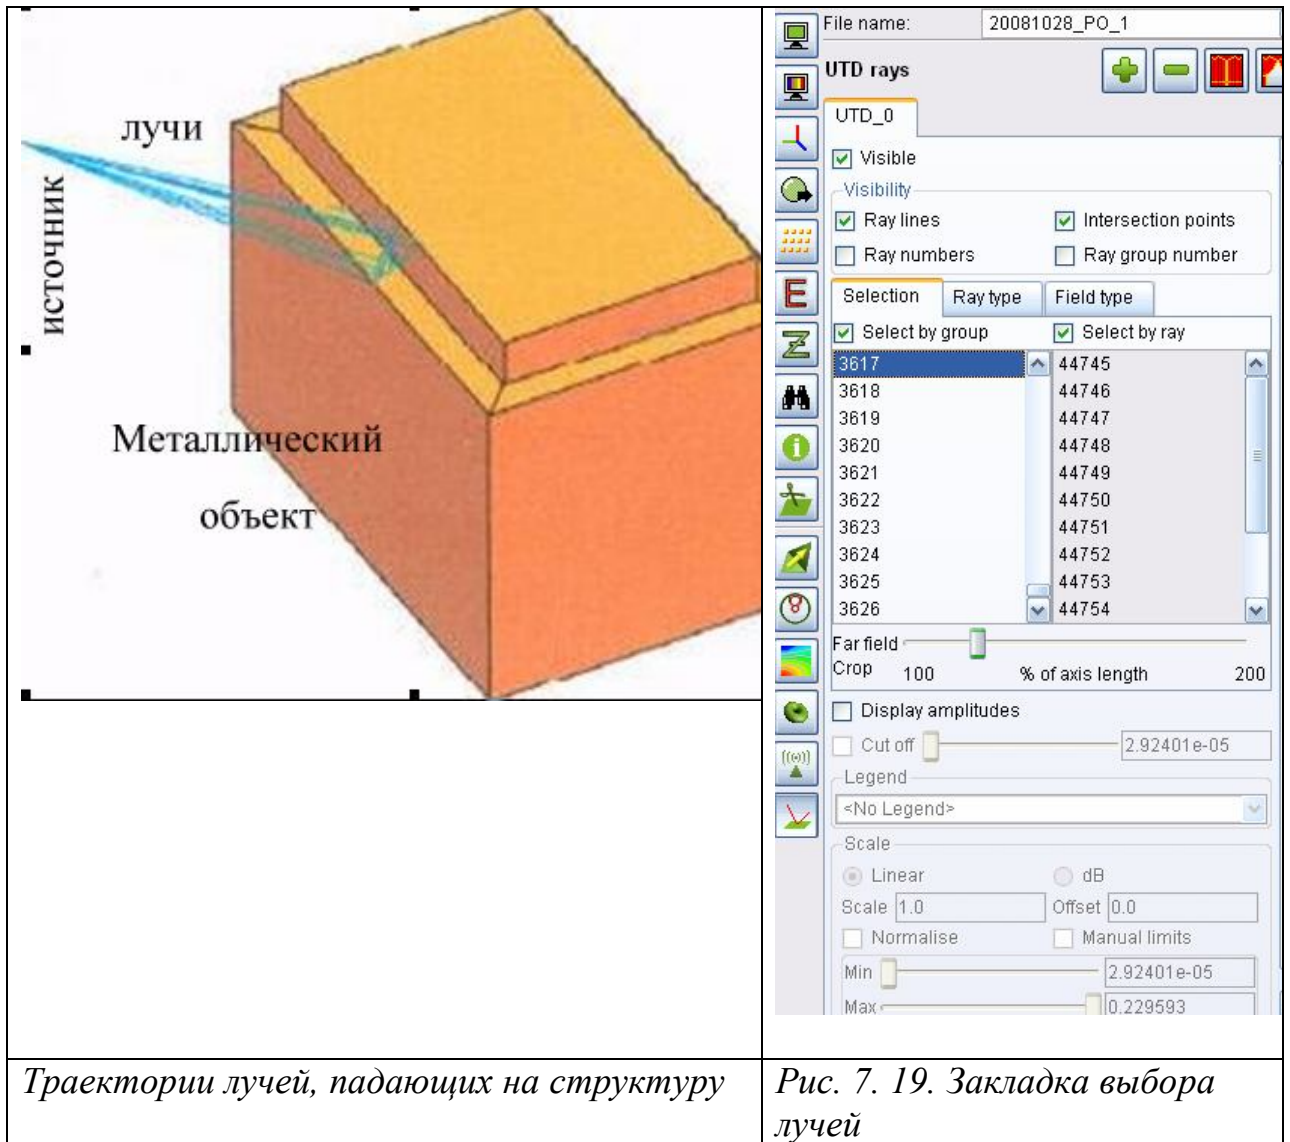 лучи
источник
Металлический
объект
File name: 20081028_PO_1
UTD rays
UTD_0
Visible
Visibility
Ray lines Intersection points
Ray numbers Ray group number
Selection Ray type Field type
Select by group Select by ray
3617 44745
3618 44746
3619 44747
3620 44748
3621 44749
3622 44750
3623 44751
3624 44752
3625 44753
3626 44754
Far field
Crop 100 % of axis length 200
Display amplitudes
Cut off 2.92401e-05
Legend
<No Legend>
Scale
Linear dB
Scale 1.0 Offset 0.0
Normalise Manual limits
Min 2.92401e-05
Max 0.229593
Траектории лучей, падающих на структуру
Рис. 7. 19. Закладка выбора
лучей